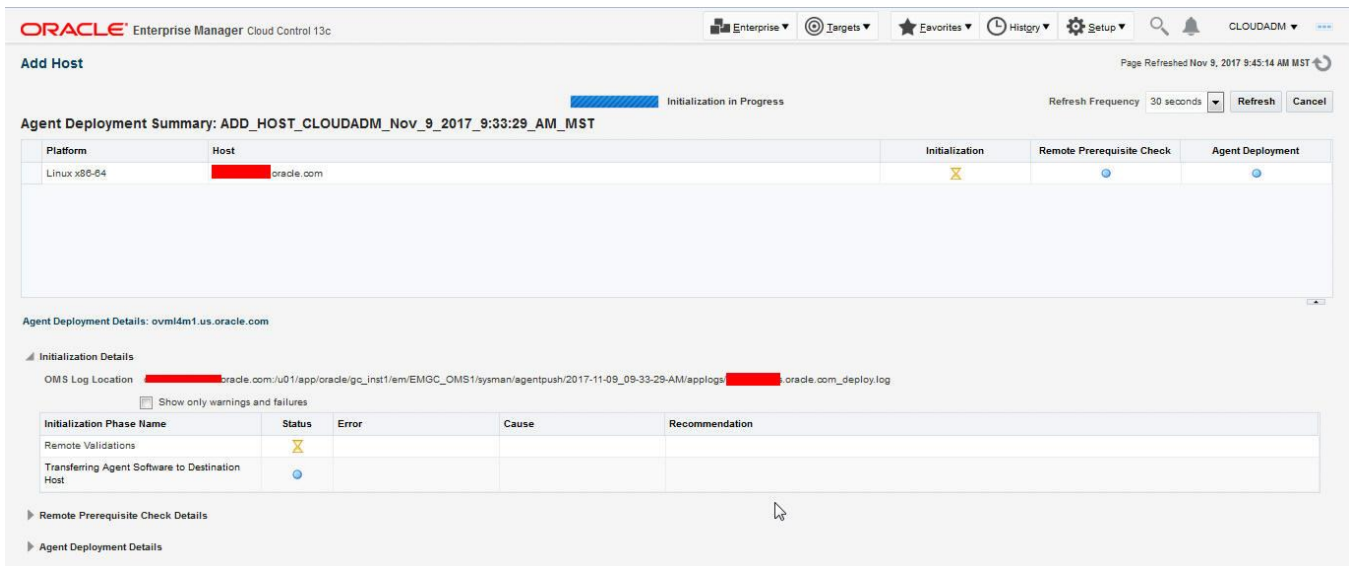 ORACLE Enterprise Manager Cloud Control 13c Enterprise Targets Favorites History Setup CLOUDADM
Add Host Page Refreshed Nov 9, 2017 9:45:14 AM MST
Initialization in Progress Refresh Frequency 30 seconds Refresh Cancel
Agent Deployment Summary: ADD_HOST_CLOUDADM_Nov_9_2017_9:33:29_AM_MST
Platform Host Initialization Remote Prerequisite Check Agent Deployment
Linux x86-64 oracle.com
Agent Deployment Details: ovml4m1.us.oracle.com
Initialization Details
OMS Log Location oracle.com:/u01/app/oracle/gc_inst1/em/EMGC_OMS1/sysman/agentpush/2017-11-09_09-33-29-AM/applogs/ .oracle.com_deploy.log
Show only warnings and failures
Initialization Phase Name Status Error Cause Recommendation
Remote Validations
Transferring Agent Software to Destination
Host
Remote Prerequisite Check Details
Agent Deployment Details